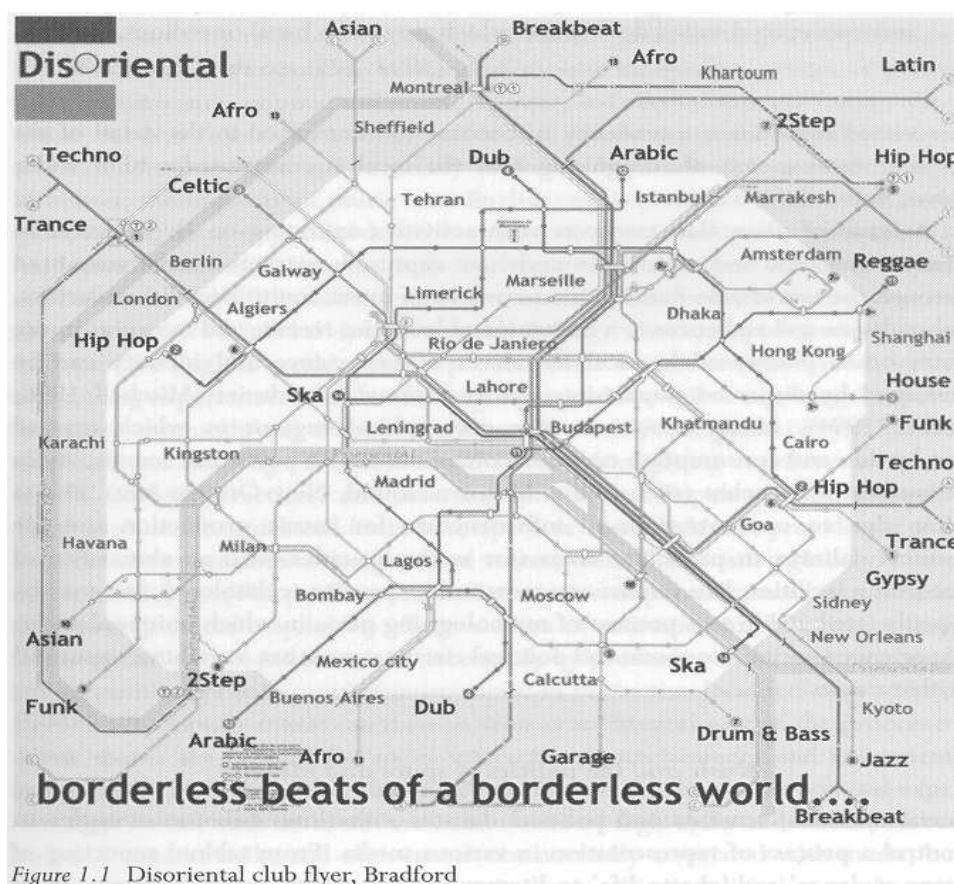 Asian
Breakbeat
DisOriental
Afro
Khartoum
Latin
Montreal
Afro
Sheffield
2Step
Techno
Dub
Arabic
Hip Hop
Celtic
Tehran
Istanbul
Marrakesh
Trance
Berlin
Galway
Amsterdam
Reggae
London
Algiers
Limerick
Marseille
Dhaka
Hip Hop
Rio de Janiero
Hong Kong
Shanghai
Ska
Lahore
House
Karachi
Leningrad
Budapest
Khatmandu
Funk
Kingston
Cairo
Techno
Madrid
Hip Hop
Havana
Milan
Goa
Lagos
Trance
Bombay
Moscow
Gypsy
Sidney
Asian
Mexico city
New Orleans
2Step
Calcutta
Ska
Funk
Buenos Aires
Dub
Kyoto
Arabic
Drum & Bass
Afro
Garage
Jazz
borderless beats of a borderless world....
Breakbeat
Figure 1.1 Disoriental club flyer, Bradford